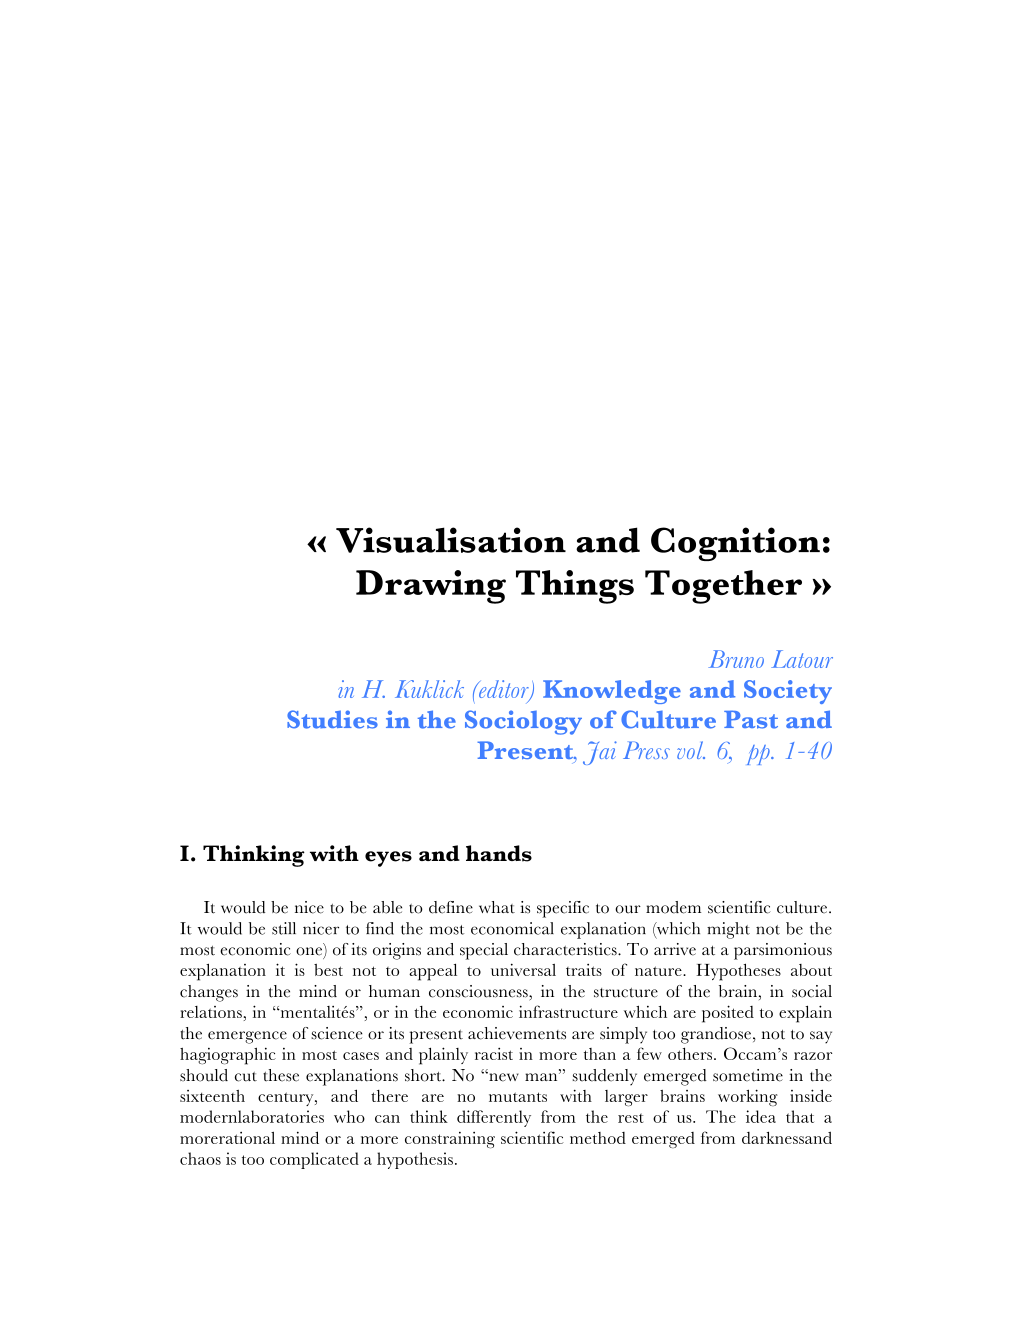 « Visualisation and Cognition:
Drawing Things Together »
Bruno Latour
in H. Kuklick (editor) Knowledge and Society
Studies in the Sociology of Culture Past and
Present, Jai Press vol. 6, pp. 1-40
I. Thinking with eyes and hands
It would be nice to be able to define what is specific to our modem scientific culture.
It would be still nicer to find the most economical explanation (which might not be the
most economic one) of its origins and special characteristics. To arrive at a parsimonious
explanation it is best not to appeal to universal traits of nature. Hypotheses about
changes in the mind or human consciousness, in the structure of the brain, in social
relations, in “mentalités”, or in the economic infrastructure which are posited to explain
the emergence of science or its present achievements are simply too grandiose, not to say
hagiographic in most cases and plainly racist in more than a few others. Occam’s razor
should cut these explanations short. No “new man” suddenly emerged sometime in the
sixteenth century, and there are no mutants with larger brains working inside
modernlaboratories who can think differently from the rest of us. The idea that a
morerational mind or a more constraining scientific method emerged from darknessand
chaos is too complicated a hypothesis.